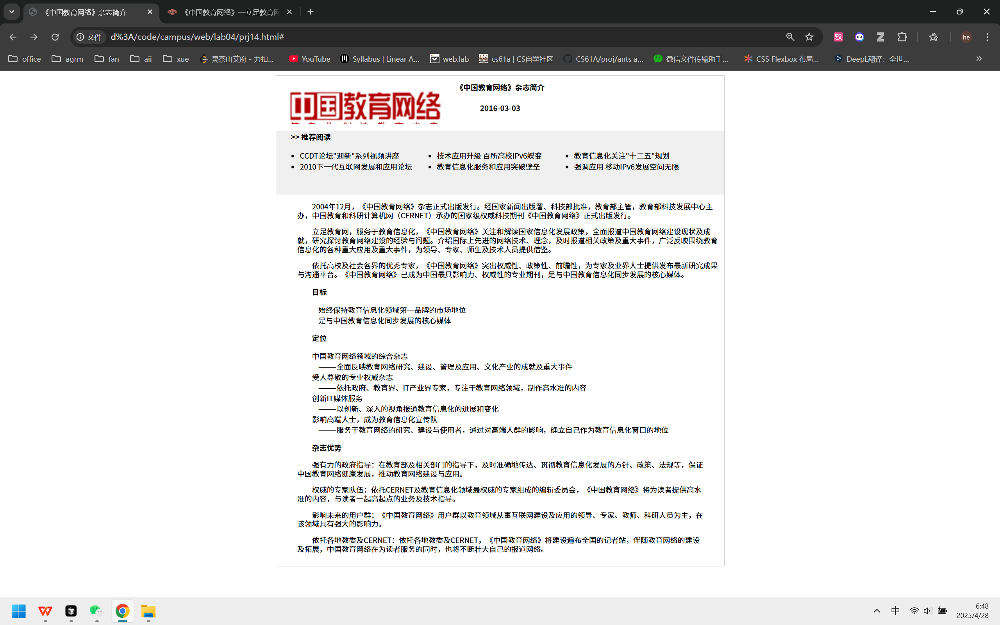 《中国教育网络》杂志简介
《中国教育网络》—立足教育网
文件
d%3A/code/campus/web/lab04/prj14.html#
he
office
agrm
fan
aii
xue
灵茶山艾府 - 力扣...
YouTube
Syllabus | Linear A...
web.lab
cs61a | CS自学社区
CS61A/proj/ants a...
微信文件传输助手...
CSS Flexbox 布局...
DeepL翻译：全世...
中国教育网络
《中国教育网络》杂志简介
2016-03-03
>> 推荐阅读
• CCDT论坛"迎新"系列视频讲座
• 技术应用升级 百所高校IPv6蝶变
• 教育信息化关注"十二五"规划
• 2010下一代互联网发展和应用论坛
• 教育信息化服务和应用突破壁垒
• 强调应用 移动IPv6发展空间无限
2004年12月，《中国教育网络》杂志正式出版发行。经国家新闻出版署、科技部批准，教育部主管，教育部科技发展中心主
办，中国教育和科研计算机网（CERNET）承办的国家级权威科技期刊《中国教育网络》正式出版发行。
立足教育网，服务于教育信息化，《中国教育网络》关注和解读国家信息化发展政策，全面报道中国教育网络建设现状及成
就，研究探讨教育网络建设的经验与问题。介绍国际上先进的网络技术、理念，及时报道相关政策及重大事件，广泛反映围绕教育
信息化的各种重大应用及重大事件，为领导、专家、师生及技术人员提供借鉴。
依托高校及社会各界的优秀专家，《中国教育网络》突出权威性、政策性、前瞻性，为专家及业界人士提供发布最新研究成果
与沟通平台。《中国教育网络》已成为中国最具影响力、权威性的专业期刊，是与中国教育信息化同步发展的核心媒体。
目标
始终保持教育信息化领域第一品牌的市场地位
是与中国教育信息化同步发展的核心媒体
定位
中国教育网络领域的综合杂志
———全面反映教育网络研究、建设、管理及应用、文化产业的成就及重大事件
受人尊敬的专业权威杂志
———依托政府、教育界、IT产业界专家，专注于教育网络领域，制作高水准的内容
创新IT媒体服务
———以创新、深入的视角报道教育信息化的进展和变化
影响高端人士，成为教育信息化宣传队
———服务于教育网络的研究、建设与使用者，通过对高端人群的影响，确立自己作为教育信息化窗口的地位
杂志优势
强有力的政府指导：在教育部及相关部门的指导下，及时准确地传达、贯彻教育信息化发展的方针、政策、法规等，保证
中国教育网络健康发展，推动教育网络建设与应用。
权威的专家队伍：依托CERNET及教育信息化领域最权威的专家组成的编辑委员会，《中国教育网络》将为读者提供高水
准的内容，与读者一起高起点的业务及技术指导。
影响未来的用户群：《中国教育网络》用户群以教育领域从事互联网建设及应用的领导、专家、教师、科研人员为主，在
该领域具有强大的影响力。
依托各地教委及CERNET：依托各地教委及CERNET，《中国教育网络》将建设遍布全国的记者站，伴随教育网络的建设
及拓展，中国教育网络在为读者服务的同时，也将不断壮大自己的报道网络。
中
6:48
2025/4/28